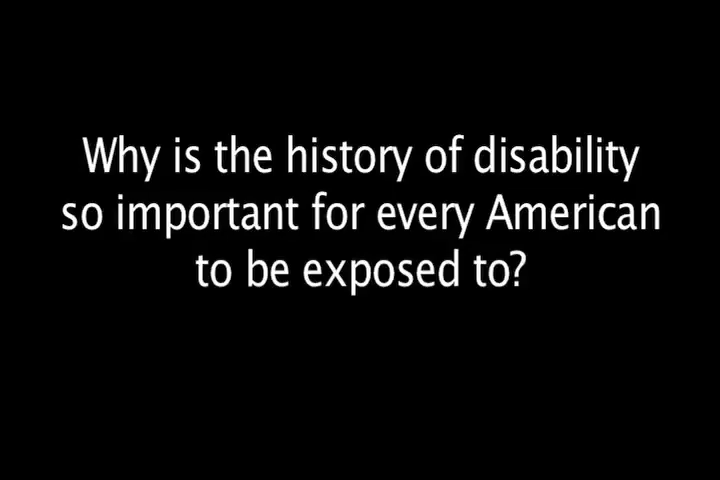 Why is the history of disability
so important for every American
to be exposed to?